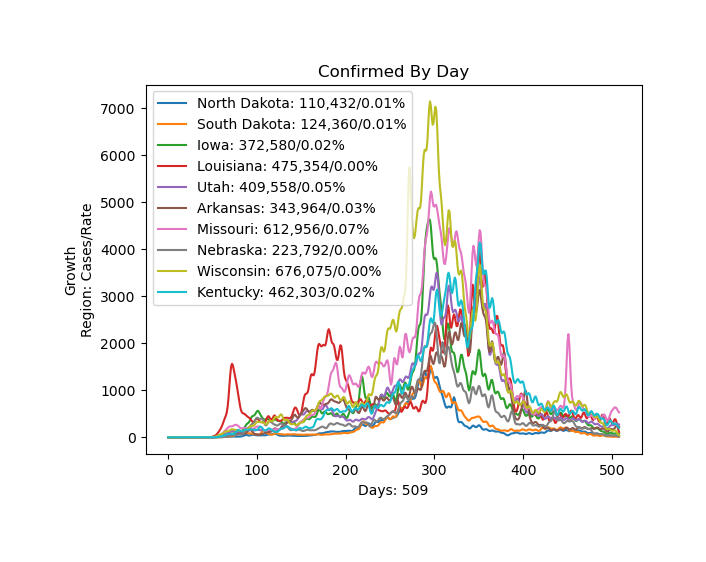 Confirmed By Day
7000
6000
5000
4000
3000
2000
1000
0
Growth
Region: Cases/Rate
North Dakota: 110,432/0.01%
South Dakota: 124,360/0.01%
Iowa: 372,580/0.02%
Louisiana: 475,354/0.00%
Utah: 409,558/0.05%
Arkansas: 343,964/0.03%
Missouri: 612,956/0.07%
Nebraska: 223,792/0.00%
Wisconsin: 676,075/0.00%
Kentucky: 462,303/0.02%
0 100 200 300 400 500
Days: 509